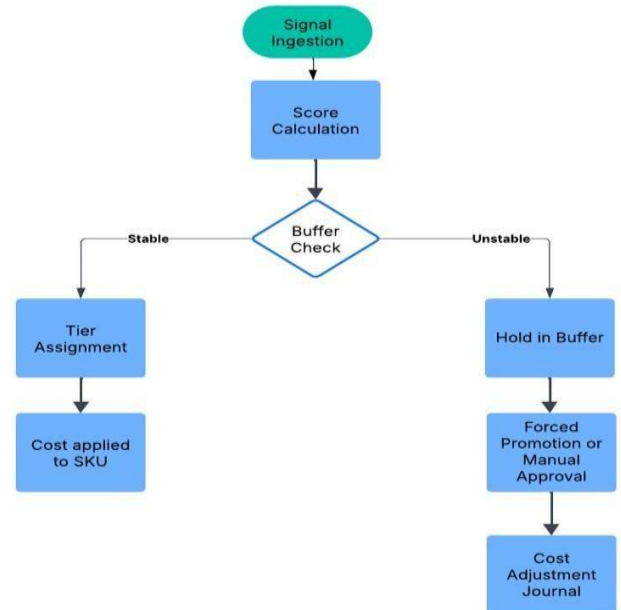 Signal
Ingestion
Score
Calculation
Buffer
Check
Stable
Unstable
Tier
Assignment
Hold in Buffer
Cost applied
to SKU
Forced
Promotion or
Manual
Approval
Cost
Adjustment
Journal